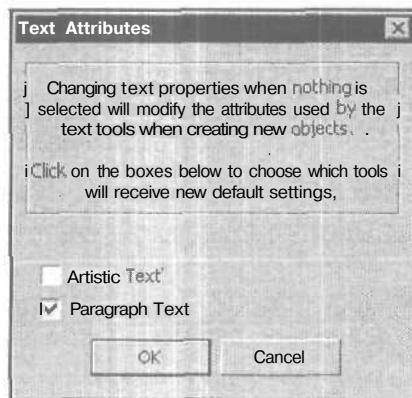 Text Attributes
Changing text properties when nothing is
selected will modify the attributes used by the
text tools when creating new objects.
Click on the boxes below to choose which tools
will receive new default settings,
Artistic Text
Paragraph Text
OK
Cancel